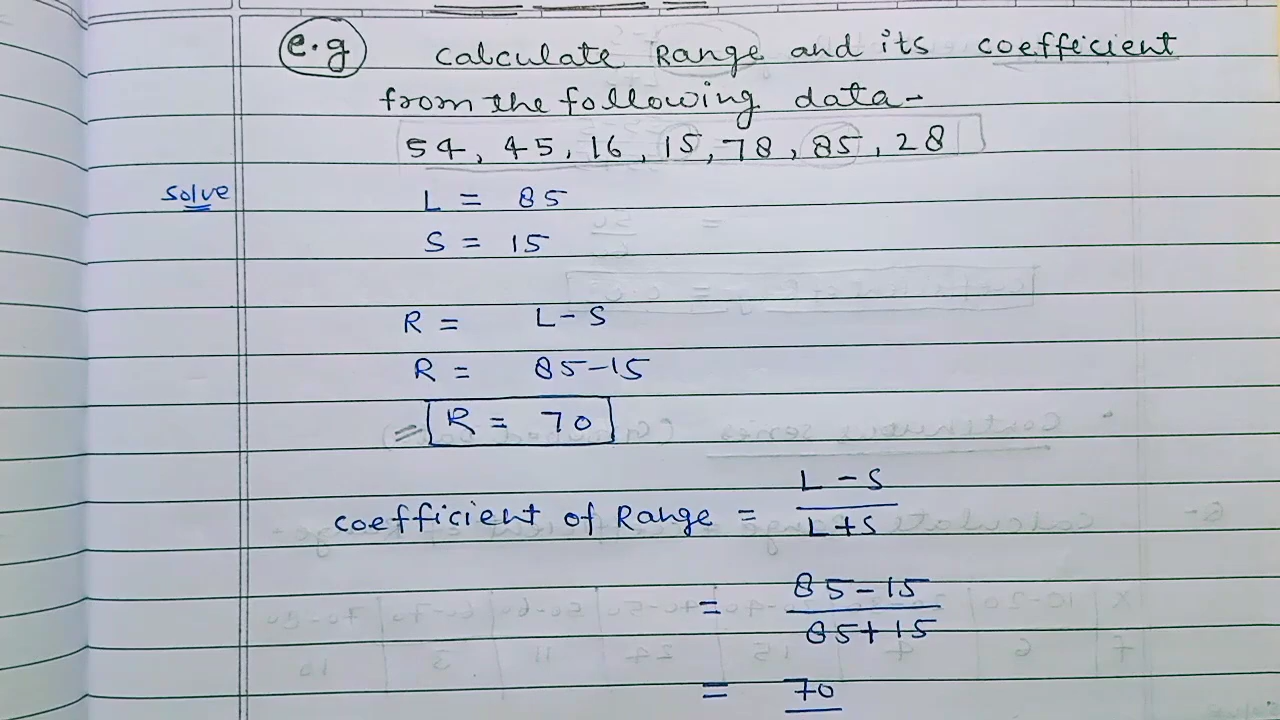 e.g calculate Range and its coefficient
from the following data-
54, 45, 16, 15, 78, 85, 28
solve
L = 85
S = 15
R = L-S
R = 85-15
= R = 70
coefficient of Range = L-S
L+S
= 85-15
85+15
= 70